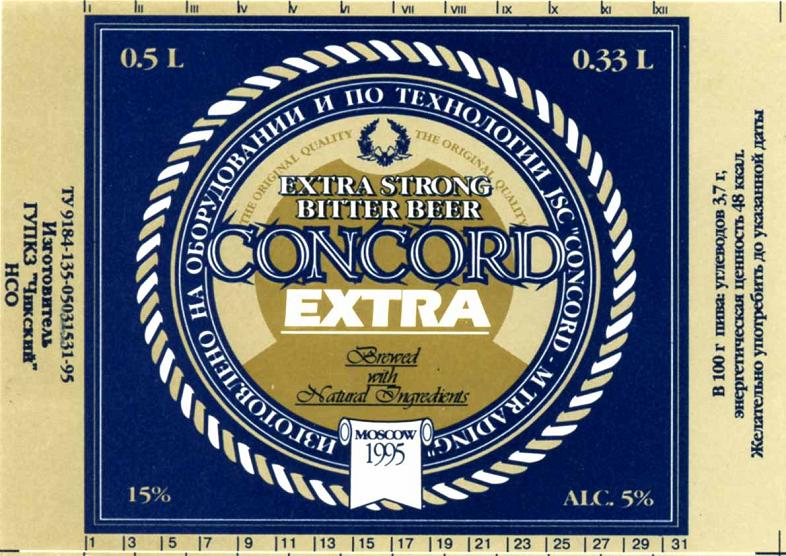 I II III IV V VI VII VIII IX X XI XII
0.5 L
0.33 L
ИЗГОТОВЛЕНО НА ОБОРУДОВАНИИ И ПО ТЕХНОЛОГИИ JSC "CONCORD - M TRADING"
THE ORIGINAL QUALITY
THE ORIGINAL QUALITY
EXTRA STRONG
BITTER BEER
CONCORD
EXTRA
Brewed
with
Natural Ingredients
MOSCOW
1995
15%
ALC. 5%
1 3 5 7 9 11 13 15 17 19 21 23 25 27 29 31
ТУ 9184-135-05031531-95
Изготовитель
ГУПКЗ "Чикский"
НСО
В 100 г пива: углеводов 3,7 г,
энергетическая ценность 48 ккал.
Желательно употребить до указанной даты